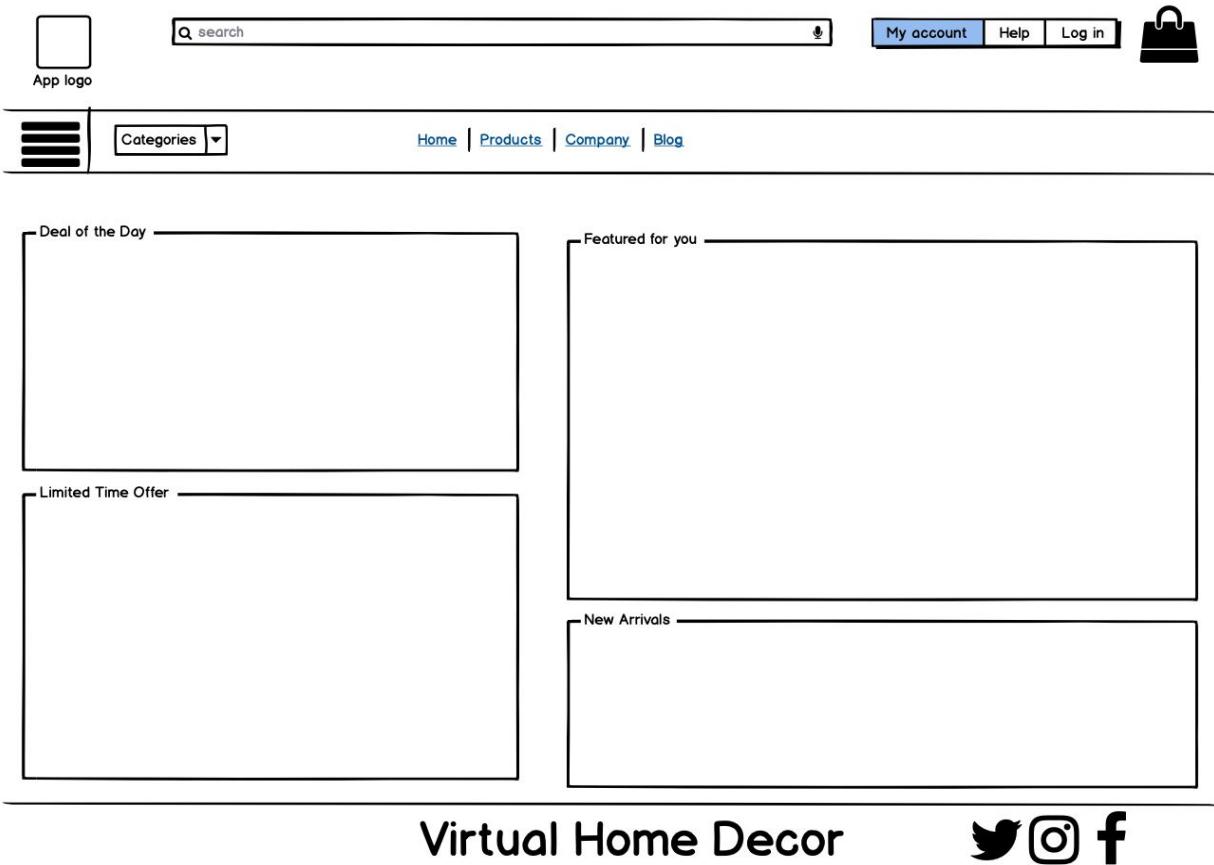 search
My account Help Log in
App logo
Categories
Home Products Company Blog
Deal of the Day
Featured for you
Limited Time Offer
New Arrivals
Virtual Home Decor